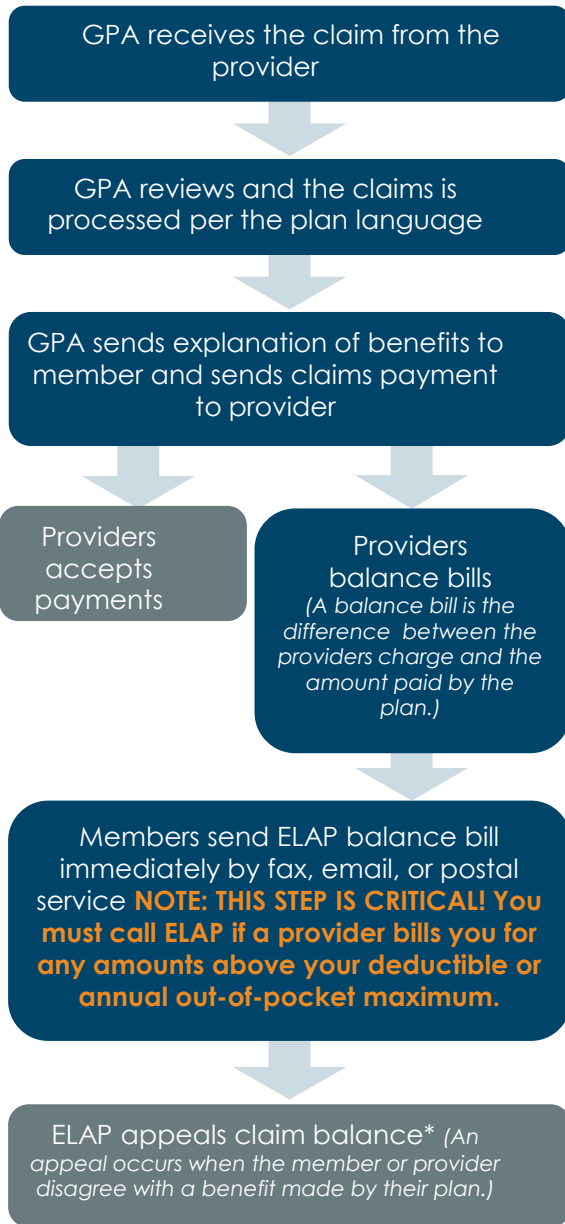 GPA receives the claim from the
provider
GPA reviews and the claims is
processed per the plan language
GPA sends explanation of benefits to
member and sends claims payment
to provider
Providers
accepts
payments
Providers
balance bills
(A balance bill is the
difference between the
providers charge and the
amount paid by the
plan.)
Members send ELAP balance bill
immediately by fax, email, or postal
service NOTE: THIS STEP IS CRITICAL! You
must call ELAP if a provider bills you for
any amounts above your deductible or
annual out-of-pocket maximum.
ELAP appeals claim balance* (An
appeal occurs when the member or provider
disagree with a benefit made by their plan.)